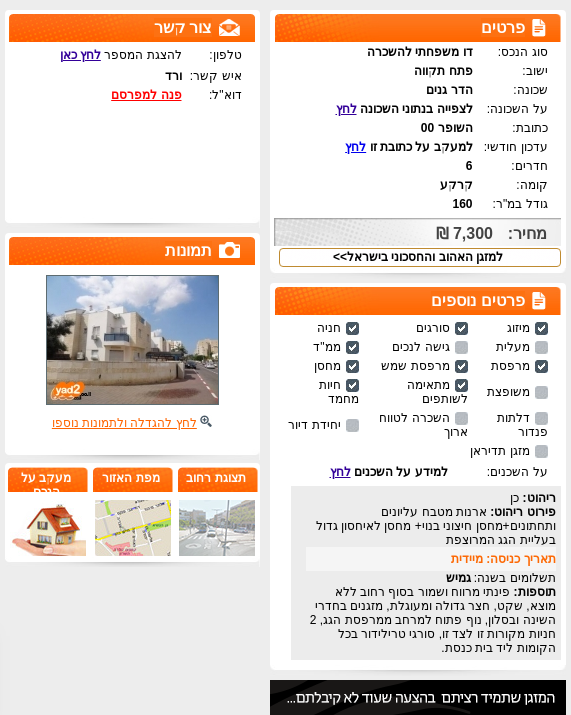 פרטים
סוג הנכס: דו משפחתי להשכרה
ישוב: פתח תקווה
שכונה: הדר גנים
על השכונה: לצפייה בנתוני השכונה לחץ
כתובת: השופר 00
עדכון חודשי: למעקב על כתובת זו לחץ
חדרים: 6
קומה: קרקע
גודל במ"ר: 160
מחיר: 7,300 ₪
למזגן האהוב והחסכוני בישראל>>
פרטים נוספים
מיזוג סורגים חניה
מעלית גישה לנכים ממ"ד
מרפסת מרפסת שמש מחסן
משופצת מתאימה לשותפים חיות מחמד
דלתות פנדור השכרה לטווח ארוך יחידת דיור
מזגן תדיראן
על השכנים: למידע על השכנים לחץ
ריהוט: כן
פירוט ריהוט: ארנות מטבח עליונים
ותחתונים+מחסן חיצוני בנוי+ מחסן לאיחסון גדול
בעליית הגג המרוצפת
תאריך כניסה: מיידית
תשלומים בשנה: גמיש
תוספות: פינתי מרווח ושמור בסוף רחוב ללא
מוצא, שקט, חצר גדולה ומעוגלת, מזגנים בחדרי
השינה ובסלון, נוף פתוח למרחב ממרפסת הגג, 2
חניות מקורות זו לצד זו, סורגי טרילידור בכל
הקומות ליד בית כנסת.
המזגן שתמיד רציתם בהצעה שעוד לא קיבלתם...
צור קשר
טלפון: להצגת המספר לחץ כאן
איש קשר: ורד
דוא"ל: פנה למפרסם
תמונות
yad2
לחץ להגדלה ולתמונות נוספו
תצוגת רחוב
מפת האזור
מעקב על
הנכס